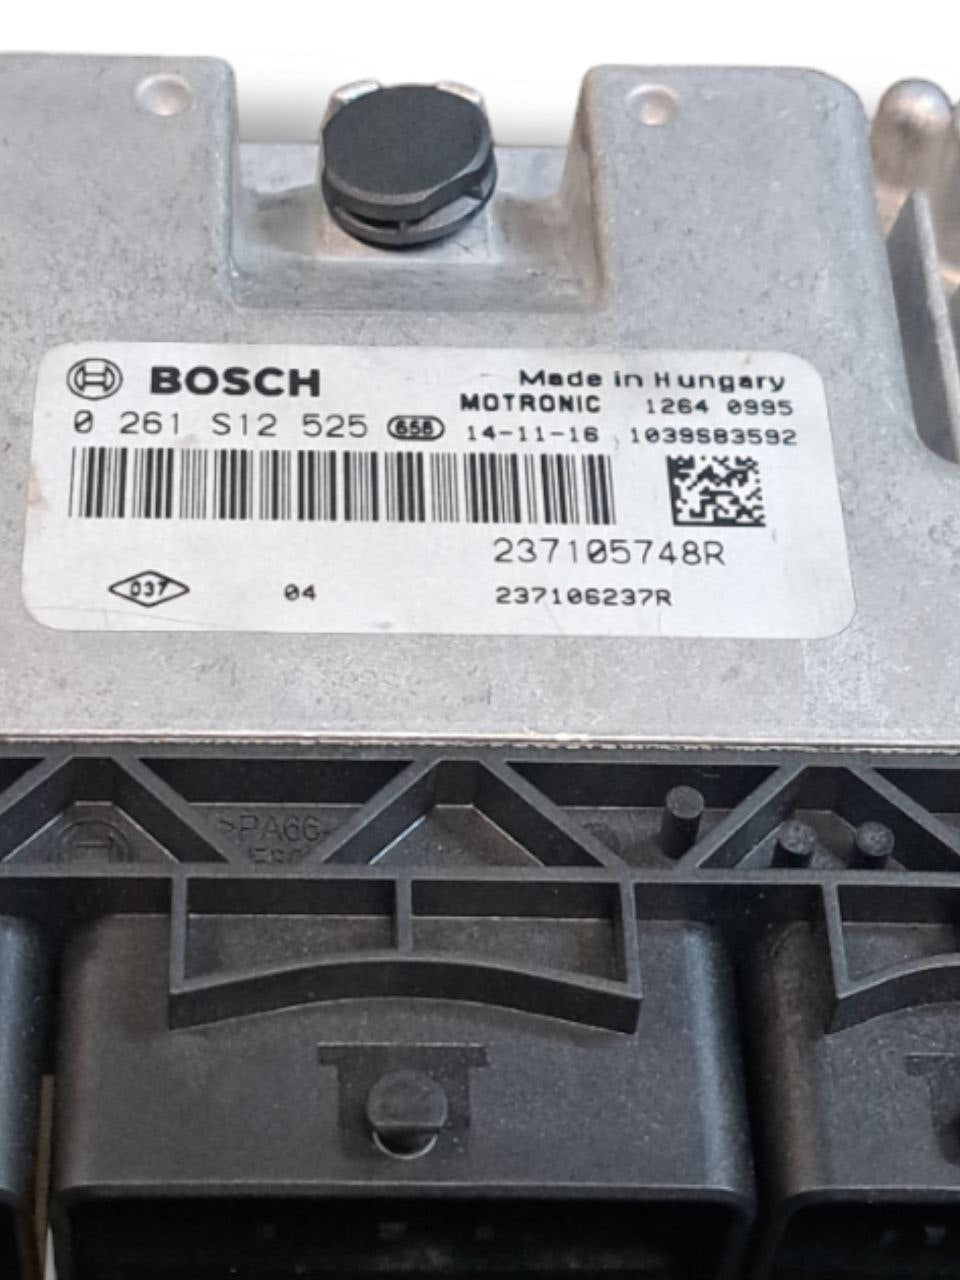 BOSCH
Made in Hungary
MOTRONIC 1264 0995
0 261 S12 525 656 14-11-16 1039S83592
237105748R
037 04 237106237R
>PA66-